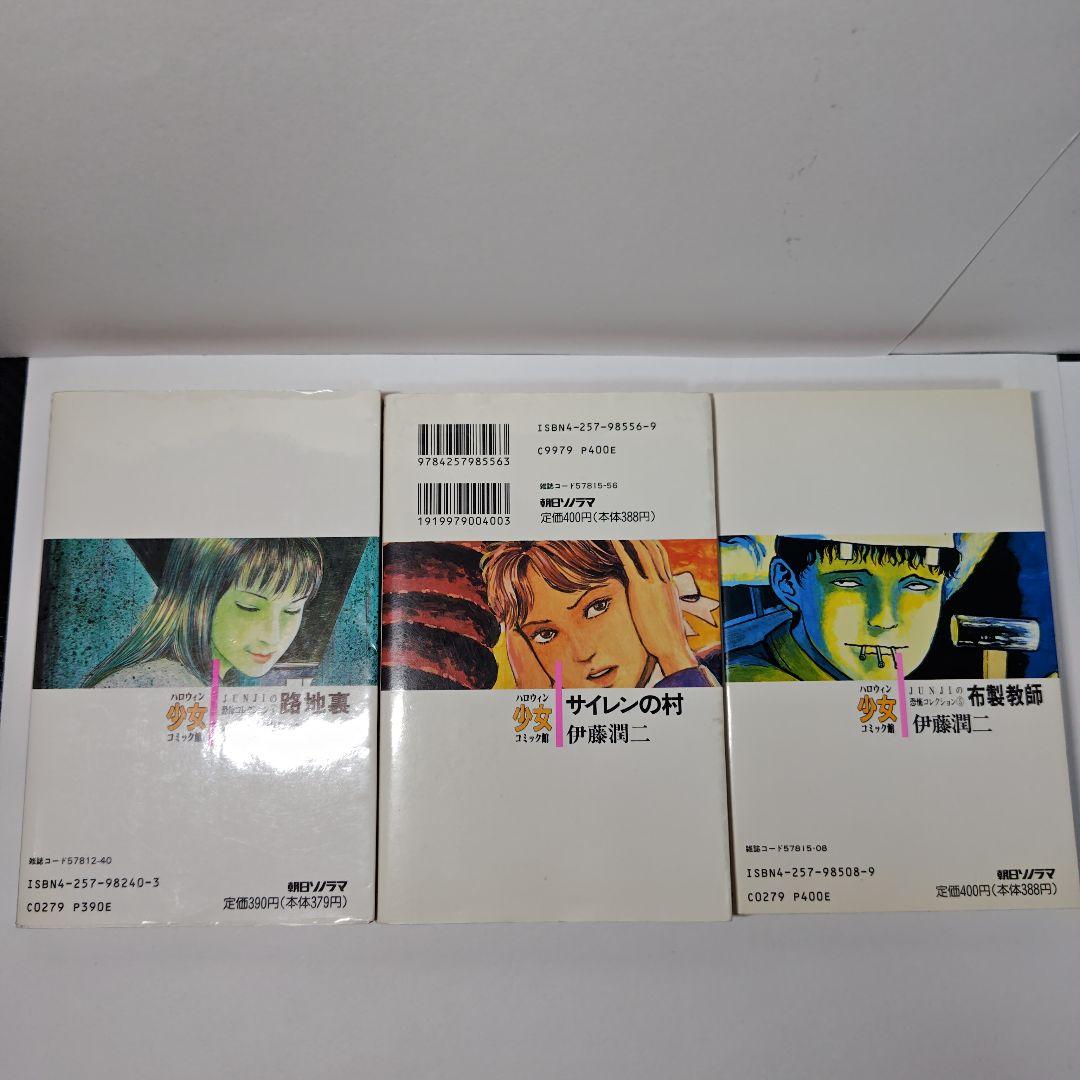 ハロウィン
少女
コミック館
JUNJIの
恐怖コレクション
路地裏
雑誌コード57812-40
ISBN4-257-98240-3
C0279 P390E
朝日ソノラマ
定価390円(本体379円)
9784257985563
ISBN4-257-98556-9
C9979 P400E
1919979004003
雑誌コード57815-56
朝日ソノラマ
定価400円(本体388円)
ハロウィン
少女
コミック館
サイレンの村
伊藤潤二
ハロウィン
少女
コミック館
JUNJIの
恐怖コレクション⑤
布製教師
伊藤潤二
雑誌コード57815-08
ISBN4-257-98508-9
C0279 P400E
朝日ソノラマ
定価400円(本体388円)